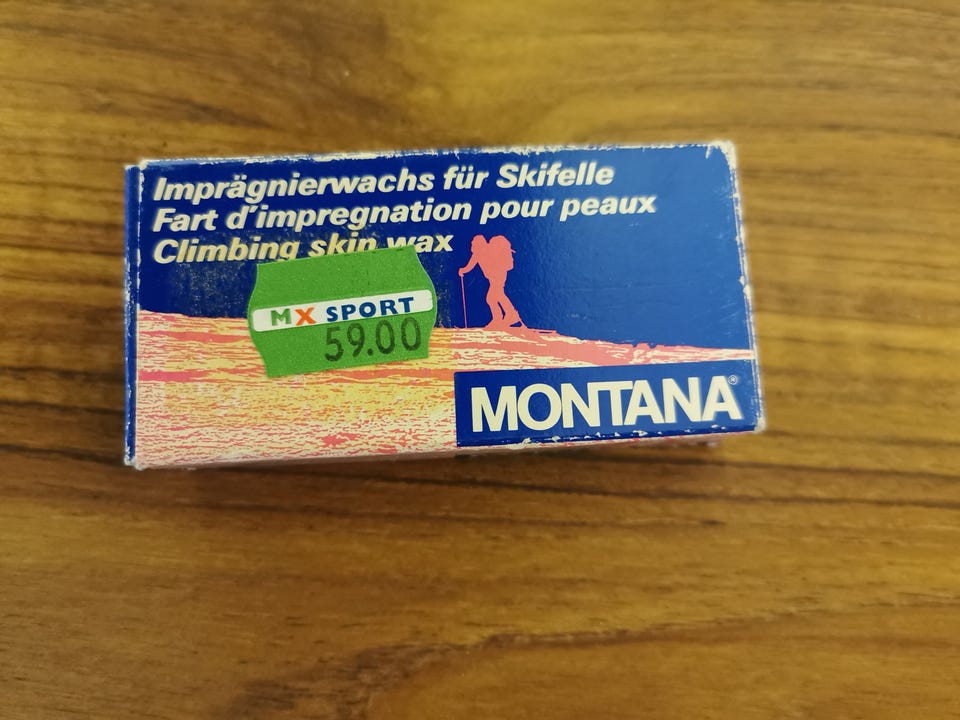 Imprägnierwachs für Skifelle
Fart d'impregnation pour peaux
Climbing skin wax
MX SPORT
59.00
MONTANA®